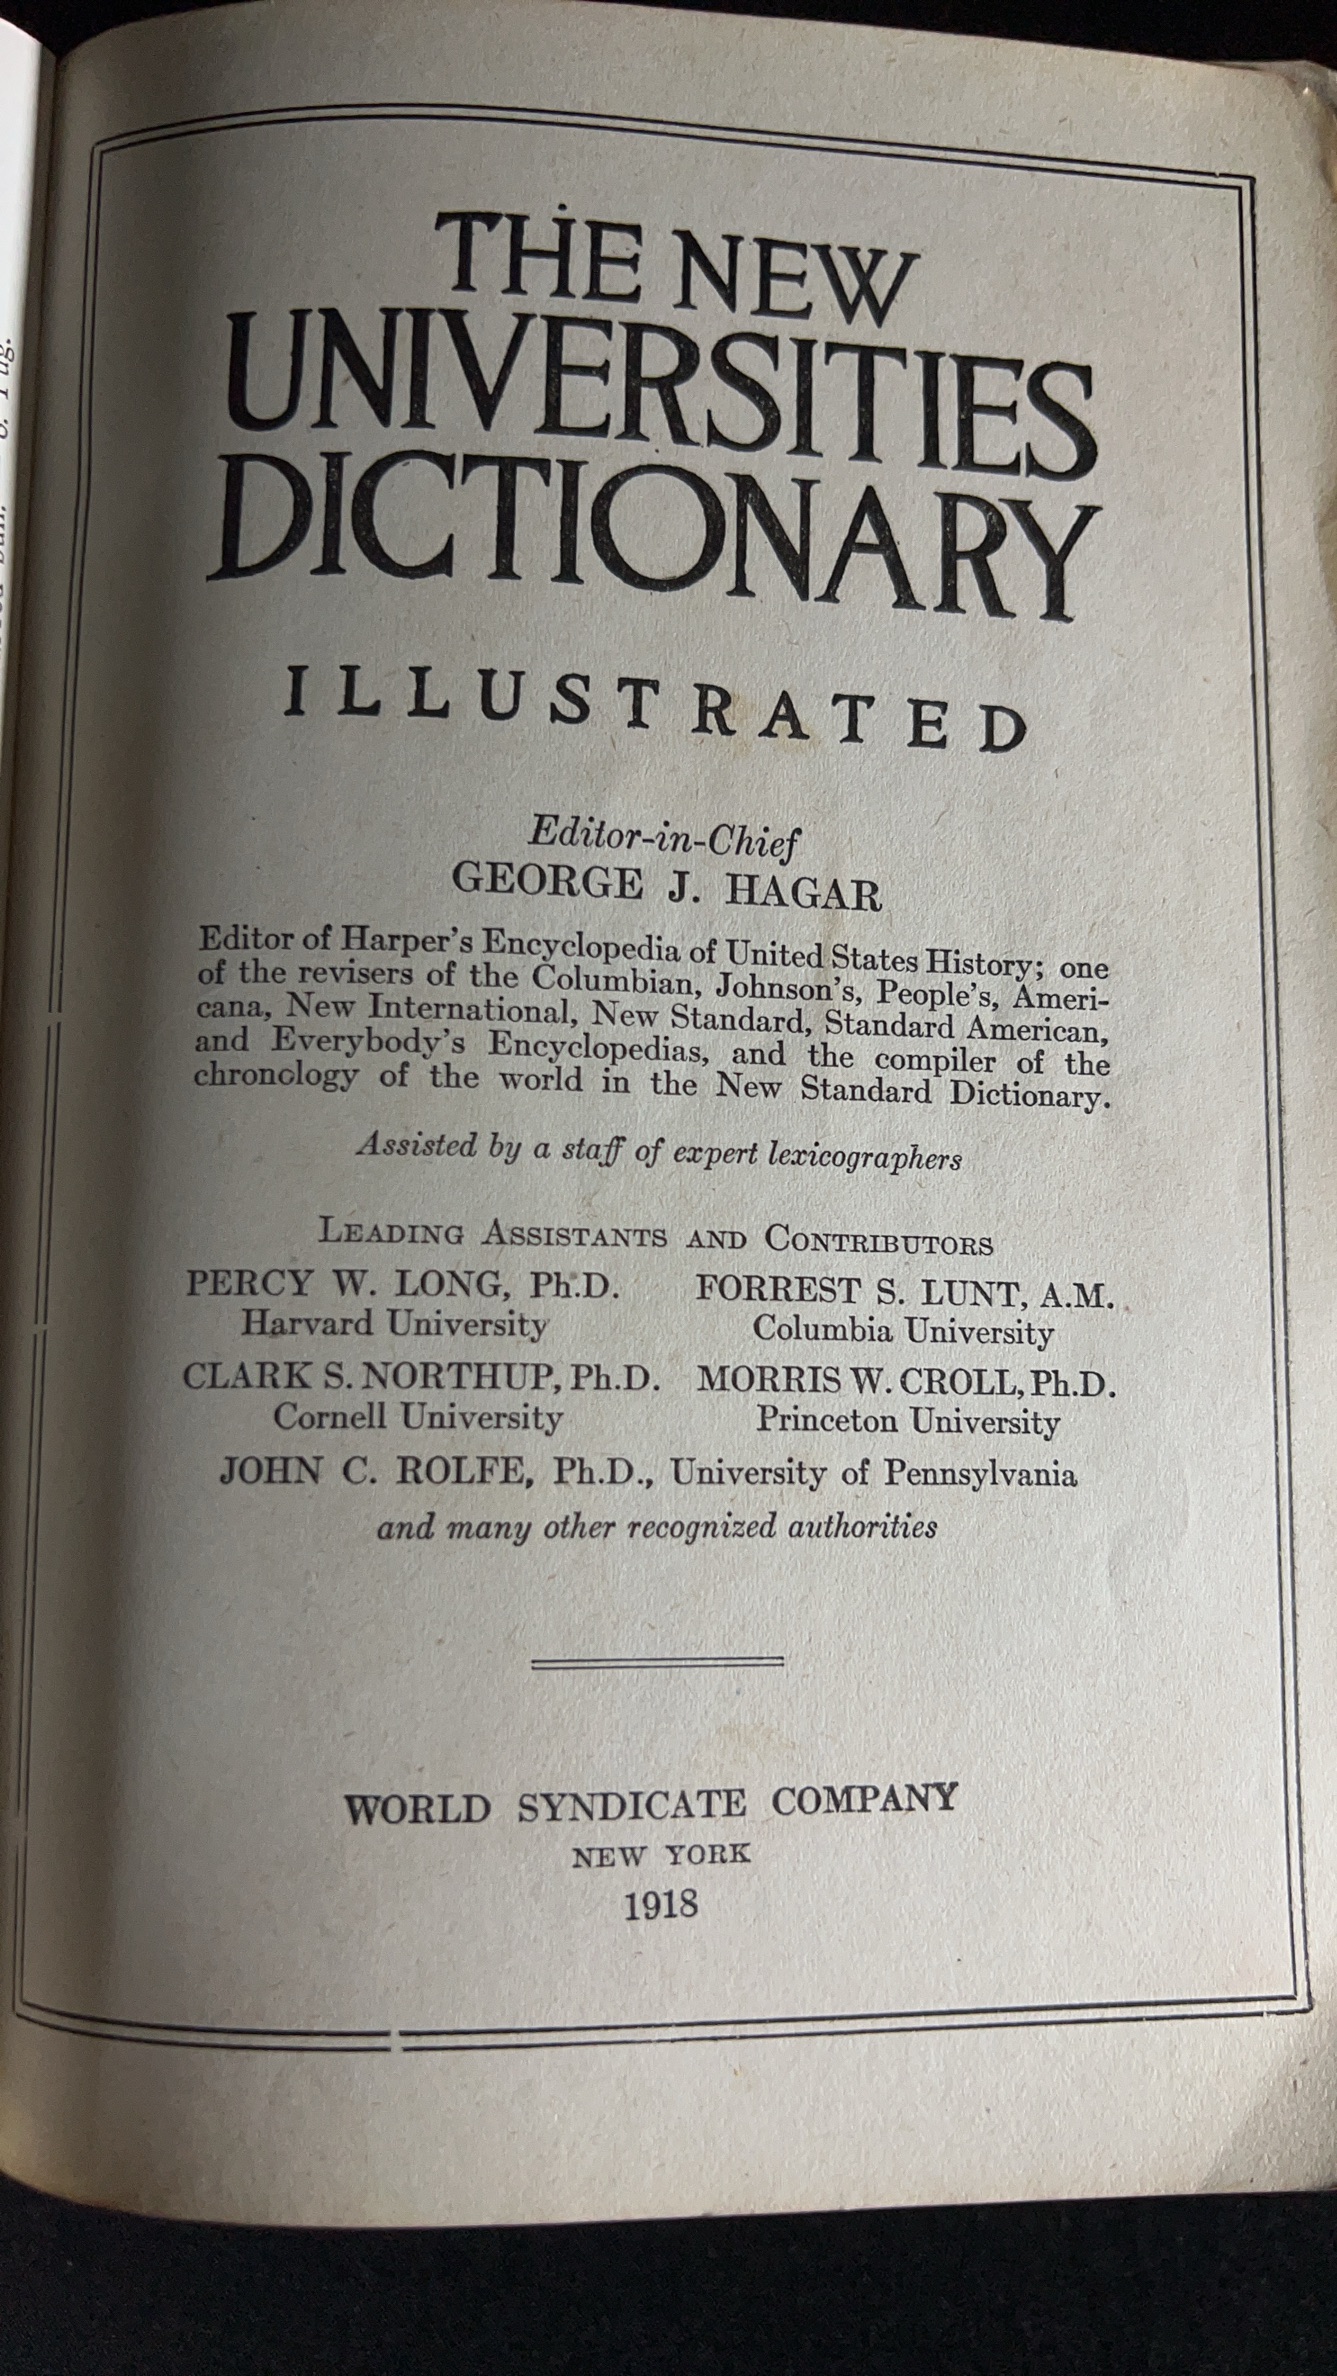 THE NEW
UNIVERSITIES
DICTIONARY
ILLUSTRATED
Editor-in-Chief
GEORGE J. HAGAR
Editor of Harper's Encyclopedia of United States History; one
of the revisers of the Columbian, Johnson's, People's, Ameri-
cana, New International, New Standard, Standard American,
and Everybody's Encyclopedias, and the compiler of the
chronology of the world in the New Standard Dictionary.
Assisted by a staff of expert lexicographers
LEADING ASSISTANTS AND CONTRIBUTORS
PERCY W. LONG, Ph.D. FORREST S. LUNT, A.M.
Harvard University Columbia University
CLARK S. NORTHUP, Ph.D. MORRIS W. CROLL, Ph.D.
Cornell University Princeton University
JOHN C. ROLFE, Ph.D., University of Pennsylvania
and many other recognized authorities
WORLD SYNDICATE COMPANY
NEW YORK
1918